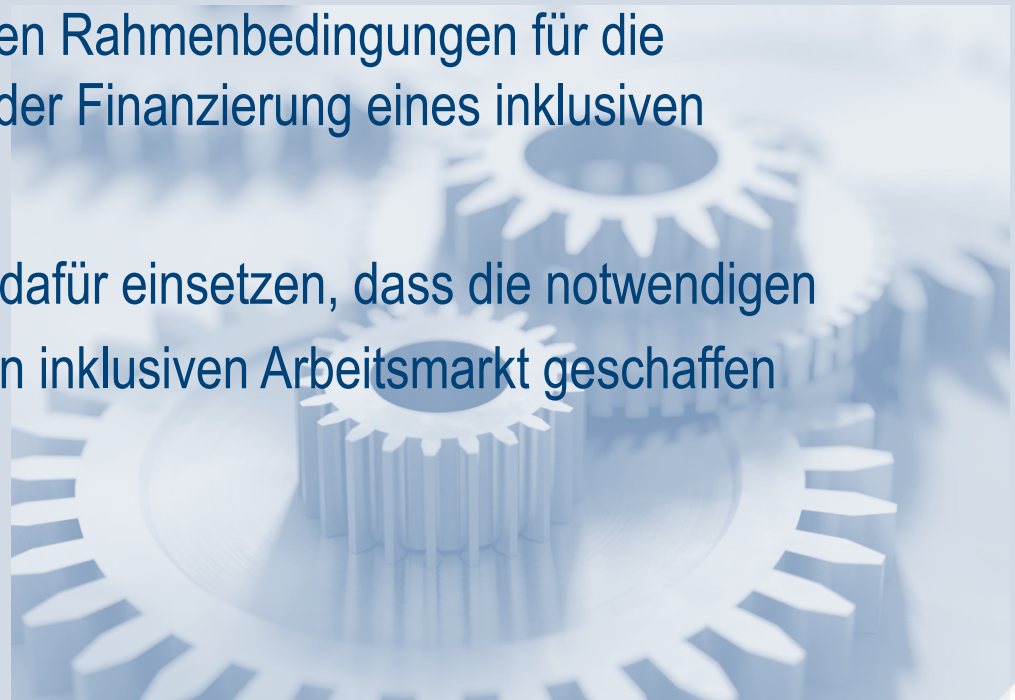 en Rahmenbedingungen für die
der Finanzierung eines inklusiven
dafür einsetzen, dass die notwendigen
n inklusiven Arbeitsmarkt geschaffen